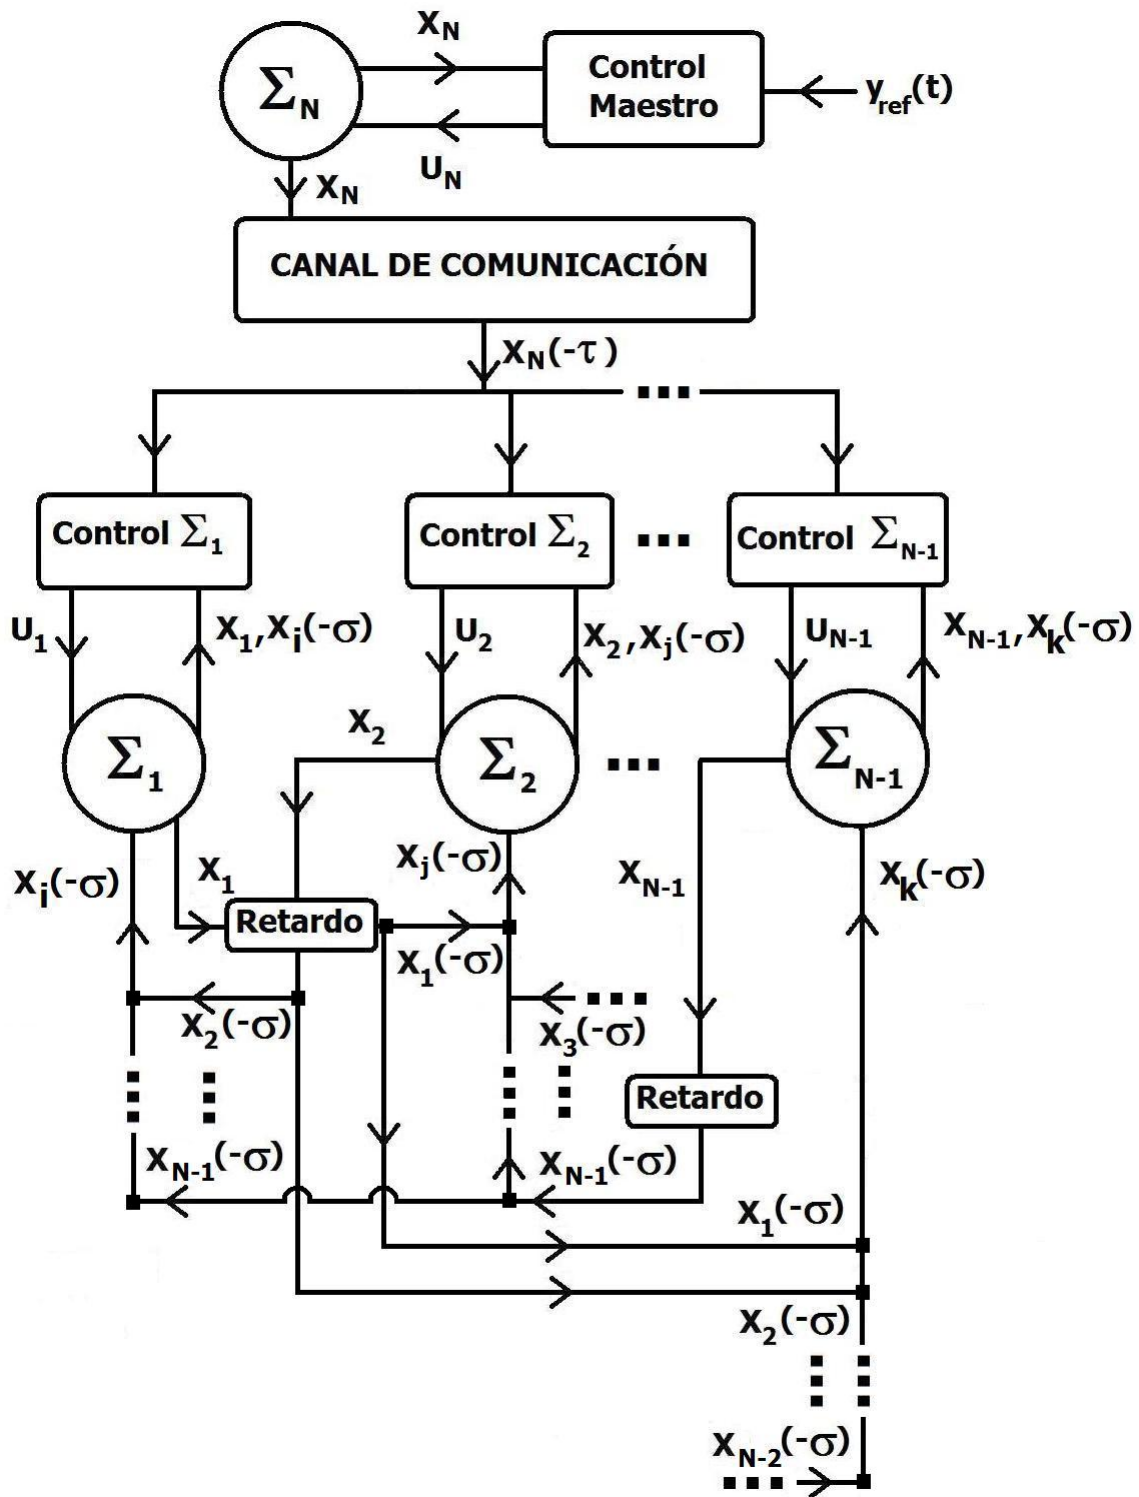 X_N
Σ_N
Control
Maestro
y_ref(t)
U_N
X_N
CANAL DE COMUNICACIÓN
X_N(-τ)
Control Σ_1
Control Σ_2
Control Σ_N-1
U_1
X_1,X_i(-σ)
U_2
X_2,X_j(-σ)
U_N-1
X_N-1,X_k(-σ)
Σ_1
X_2
Σ_2
Σ_N-1
X_i(-σ)
X_1
X_j(-σ)
X_N-1
X_k(-σ)
Retardo
X_1(-σ)
X_2(-σ)
X_3(-σ)
Retardo
X_N-1(-σ)
X_N-1(-σ)
X_1(-σ)
X_2(-σ)
X_N-2(-σ)